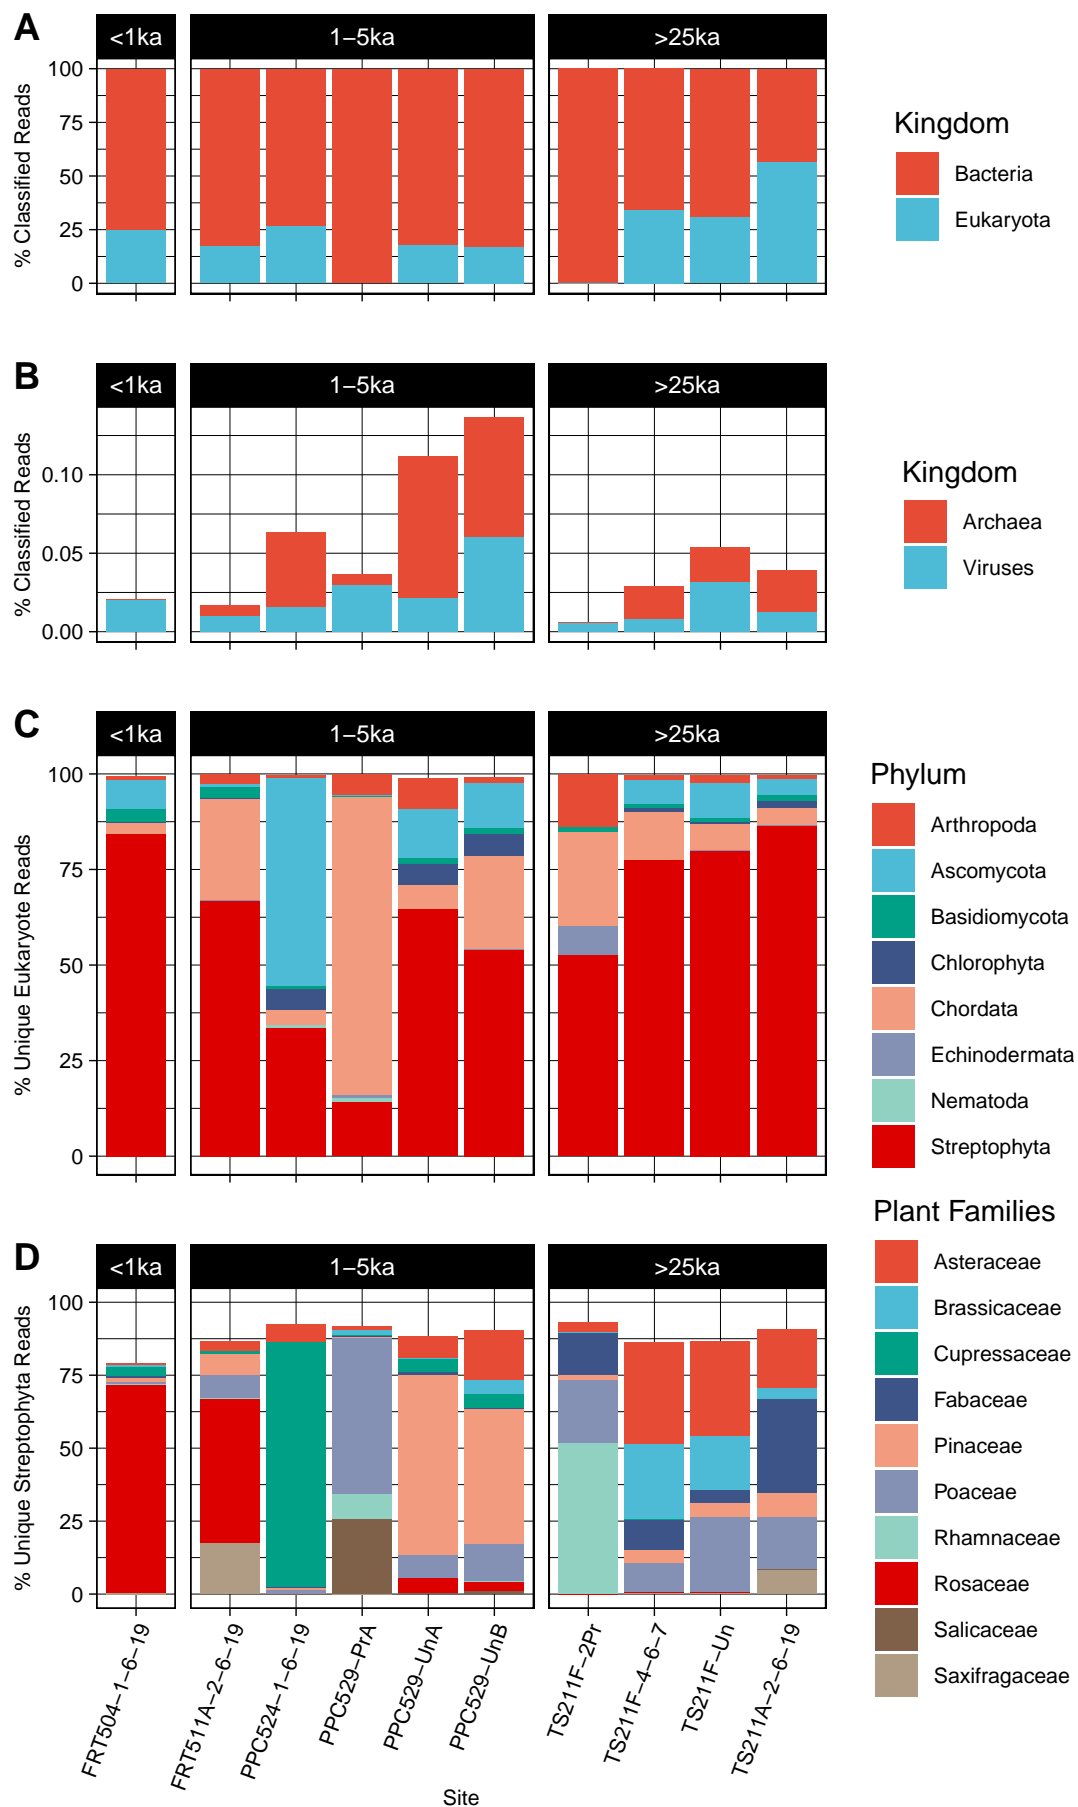 A
<1ka
1–5ka
>25ka
100
75
50
25
0
% Classified Reads
Kingdom
Bacteria
Eukaryota
B
<1ka
1–5ka
>25ka
0.10
0.05
0.00
% Classified Reads
Kingdom
Archaea
Viruses
C
<1ka
1–5ka
>25ka
100
75
50
25
0
% Unique Eukaryote Reads
Phylum
Arthropoda
Ascomycota
Basidiomycota
Chlorophyta
Chordata
Echinodermata
Nematoda
Streptophyta
D
<1ka
1–5ka
>25ka
100
75
50
25
0
% Unique Streptophyta Reads
Plant Families
Asteraceae
Brassicaceae
Cupressaceae
Fabaceae
Pinaceae
Poaceae
Rhamnaceae
Rosaceae
Salicaceae
Saxifragaceae
FRT504–1–6–19
FRT511A–2–6–19
PPC524–1–6–19
PPC529–PrA
PPC529–UnA
PPC529–UnB
TS211F–2Pr
TS211F–4–6–7
TS211F–Un
TS211A–2–6–19
Site